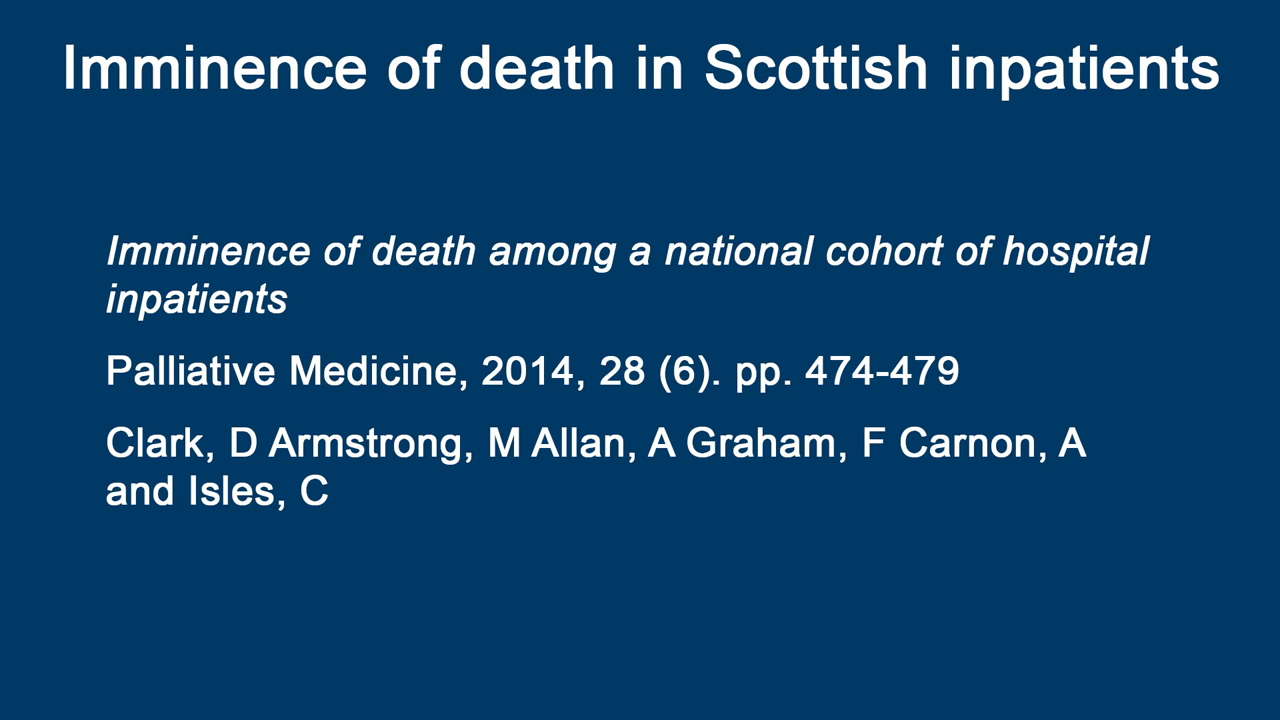 Imminence of death in Scottish inpatients
Imminence of death among a national cohort of hospital
inpatients
Palliative Medicine, 2014, 28 (6). pp. 474-479
Clark, D Armstrong, M Allan, A Graham, F Carnon, A
and Isles, C